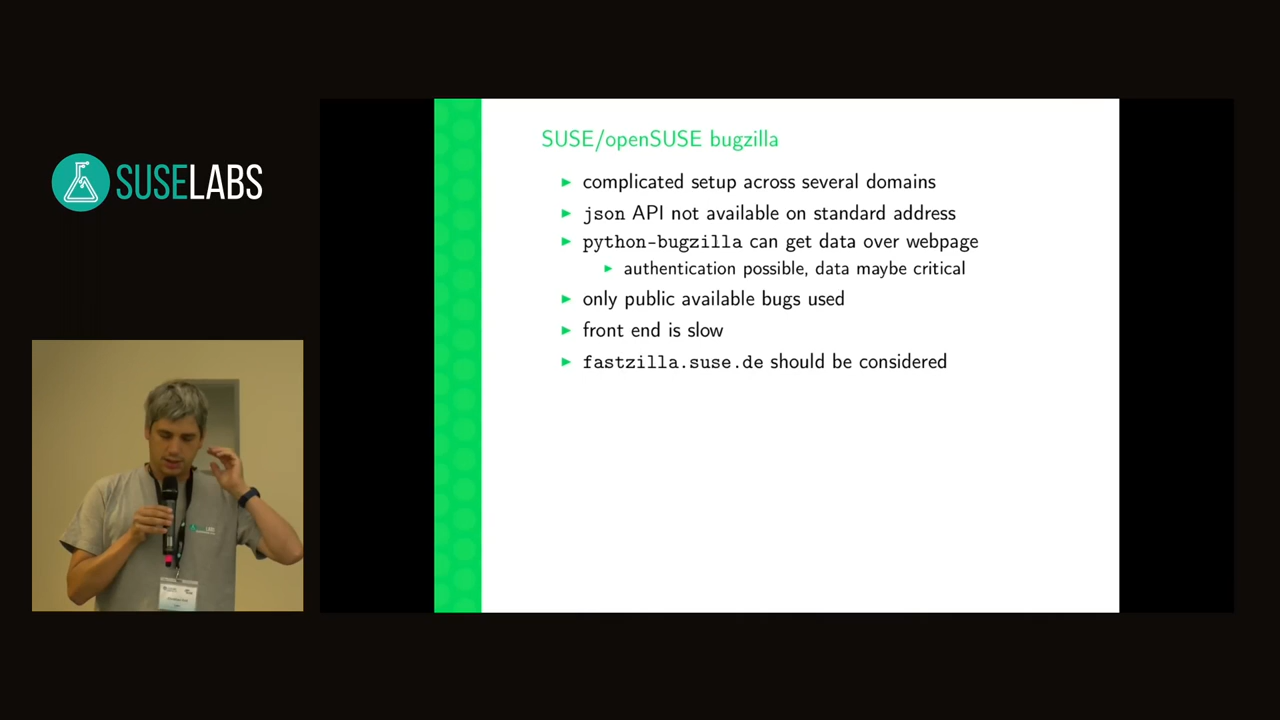 SUSELABS
SUSE/openSUSE bugzilla
complicated setup across several domains
json API not available on standard address
python-bugzilla can get data over webpage
authentication possible, data maybe critical
only public available bugs used
front end is slow
fastzilla.suse.de should be considered